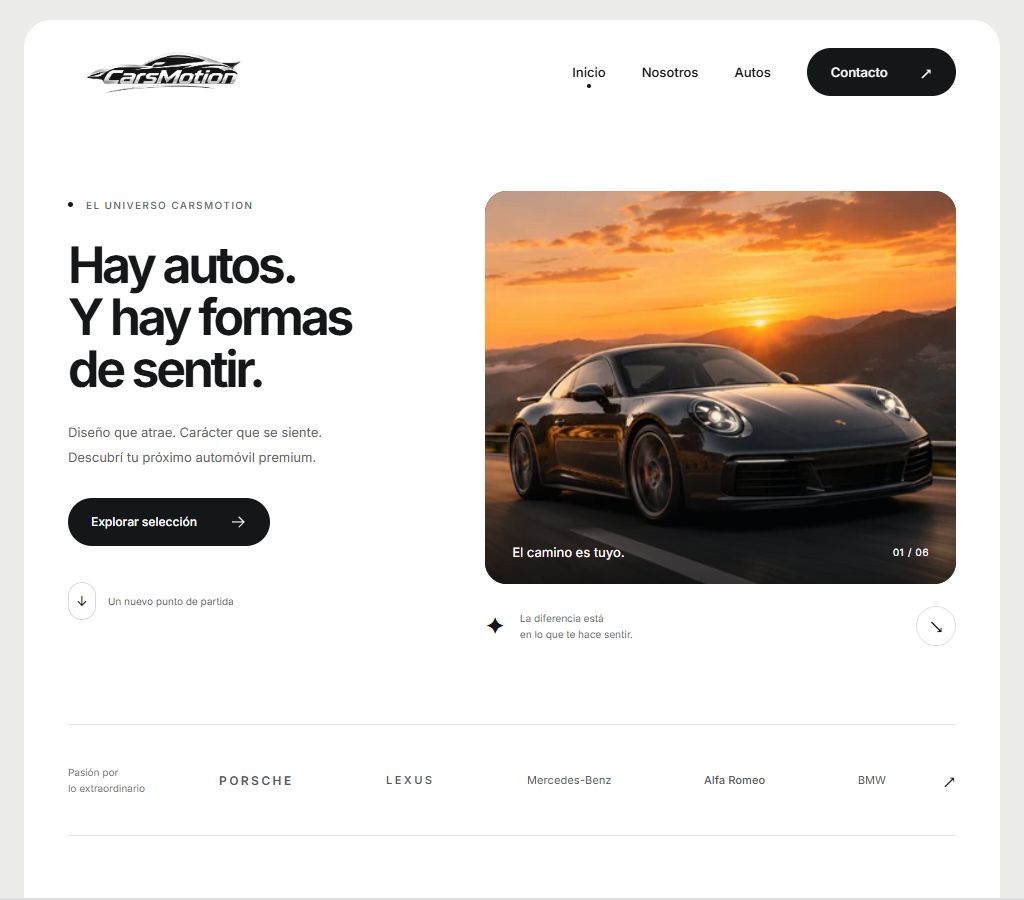 CarsMotion
Inicio
Nosotros
Autos
Contacto ↗
EL UNIVERSO CARSMOTION
Hay autos.
Y hay formas
de sentir.
Diseño que atrae. Carácter que se siente.
Descubrí tu próximo automóvil premium.
Explorar selección →
↓ Un nuevo punto de partida
El camino es tuyo.
01 / 06
La diferencia está
en lo que te hace sentir.
↘
Pasión por
lo extraordinario
PORSCHE
LEXUS
Mercedes-Benz
Alfa Romeo
BMW
↗